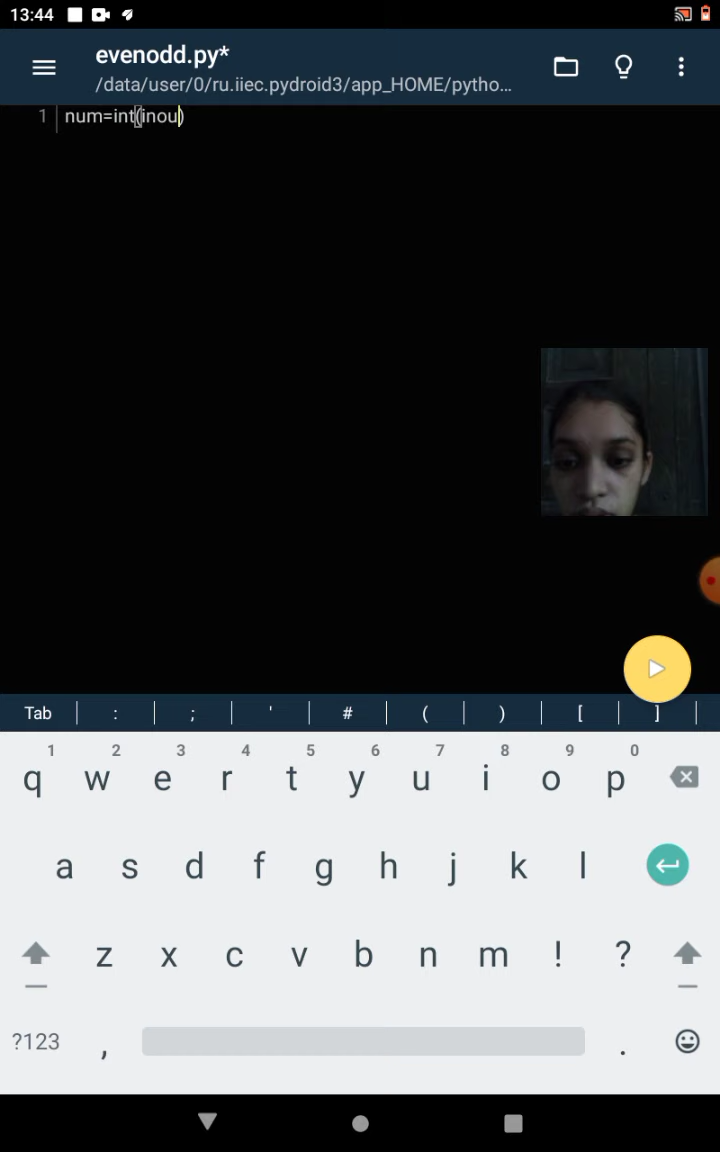 13:44
evenodd.py*
/data/user/0/ru.iiec.pydroid3/app_HOME/pytho...
1 num=int(inou)
Tab : ; ' # ( ) [ ]
1 2 3 4 5 6 7 8 9 0
q w e r t y u i o p
a s d f g h j k l
z x c v b n m ! ?
?123 , .